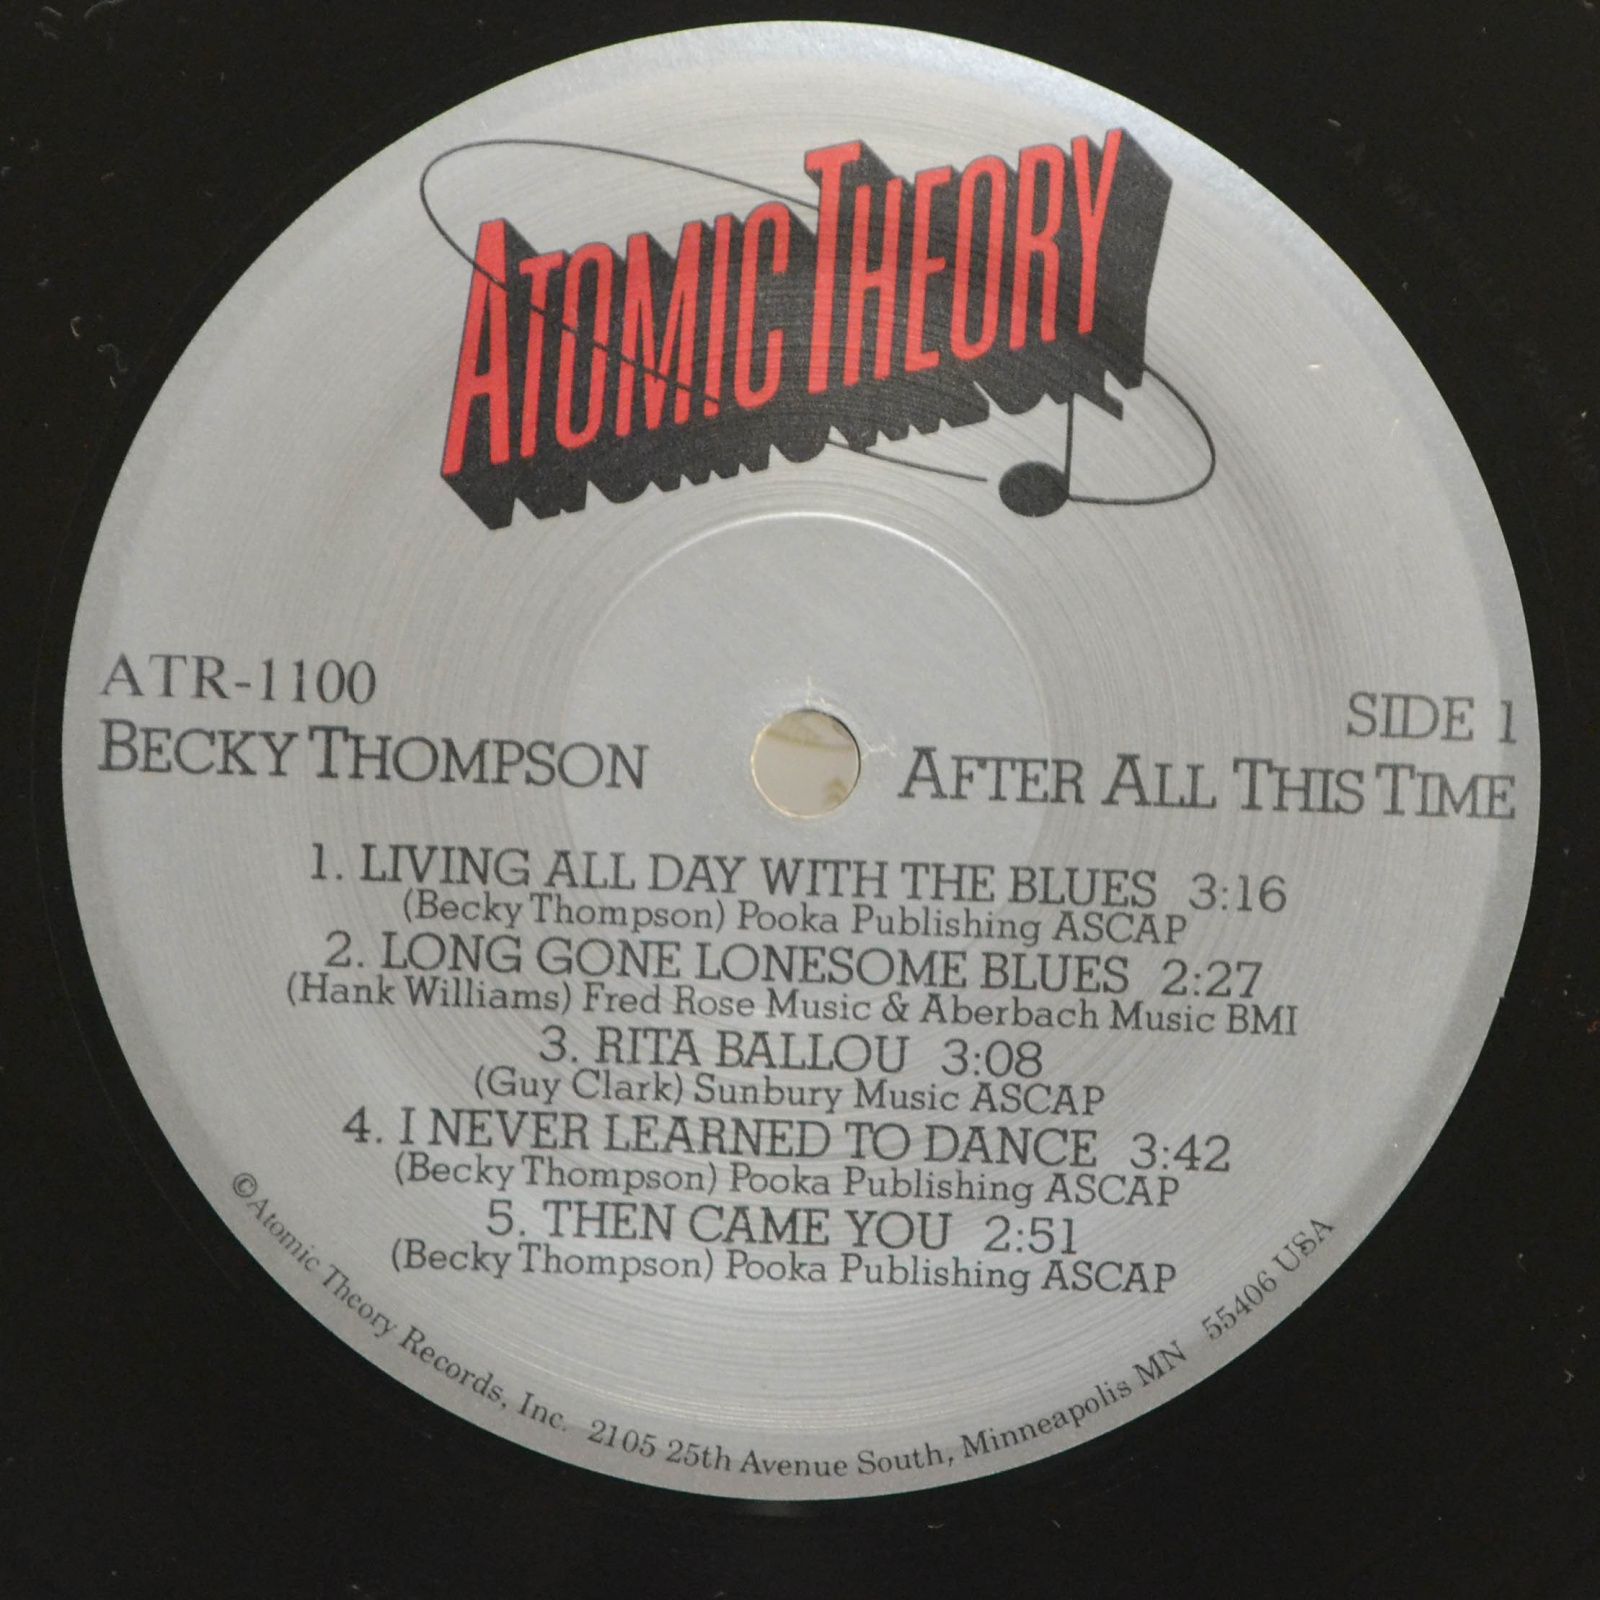 ATOMIC THEORY
ATR-1100
SIDE 1
BECKY THOMPSON
AFTER ALL THIS TIME
1. LIVING ALL DAY WITH THE BLUES 3:16
(Becky Thompson) Pooka Publishing ASCAP
2. LONG GONE LONESOME BLUES 2:27
(Hank Williams) Fred Rose Music & Aberbach Music BMI
3. RITA BALLOU 3:08
(Guy Clark) Sunbury Music ASCAP
4. I NEVER LEARNED TO DANCE 3:42
(Becky Thompson) Pooka Publishing ASCAP
5. THEN CAME YOU 2:51
(Becky Thompson) Pooka Publishing ASCAP
©Atomic Theory Records, Inc. 2105 25th Avenue South, Minneapolis MN 55406 USA